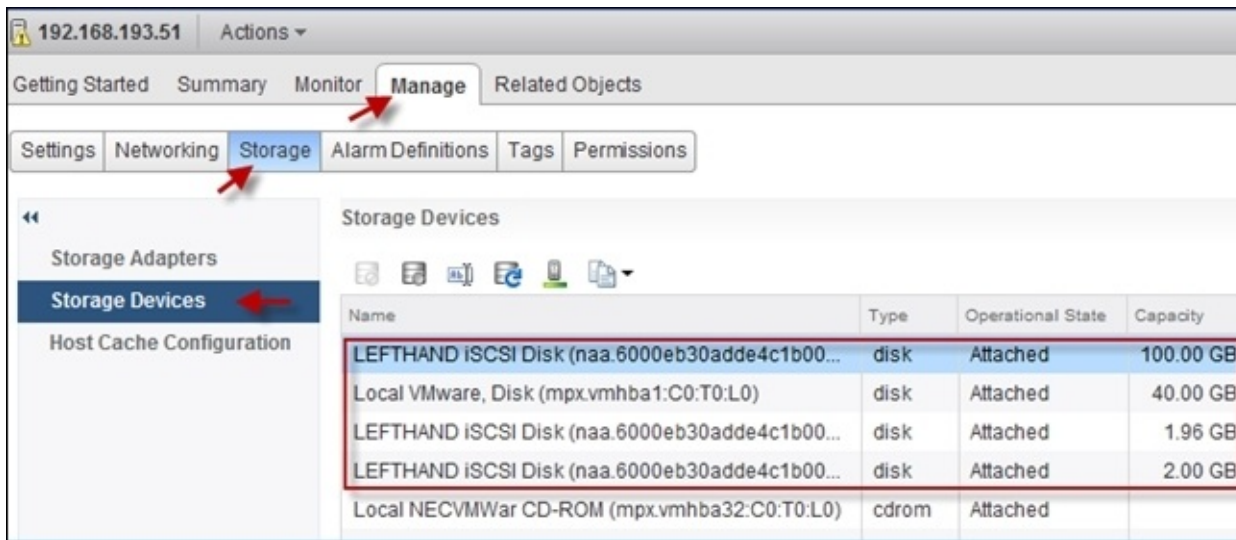 192.168.193.51 Actions
Getting Started Summary Monitor Manage Related Objects
Settings Networking Storage Alarm Definitions Tags Permissions
Storage Adapters
Storage Devices
Host Cache Configuration
Storage Devices
Name Type Operational State Capacity
LEFTHAND iSCSI Disk (naa.6000eb30adde4c1b00... disk Attached 100.00 GB
Local VMware, Disk (mpx.vmhba1:C0:T0:L0) disk Attached 40.00 GB
LEFTHAND iSCSI Disk (naa.6000eb30adde4c1b00... disk Attached 1.96 GB
LEFTHAND iSCSI Disk (naa.6000eb30adde4c1b00... disk Attached 2.00 GB
Local NECVMWar CD-ROM (mpx.vmhba32:C0:T0:L0) cdrom Attached